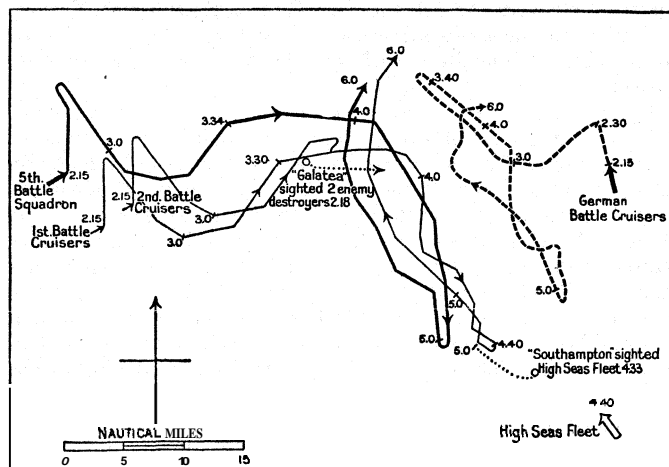 6.0
6.0
3.40
6.0
4.0
2.30
3.34
4.0
3.0
3.0
3.30
2.15
5th.
Battle
Squadron
2.15
2.15
2nd. Battle
Cruisers
"Galatea"
sighted 2 enemy
destroyers 2.18
4.0
2.15
German
Battle Cruisers
1st. Battle
Cruisers
3.0
3.0
5.0
5.0
5.0
5.0
4.40
"Southampton" sighted
High Seas Fleet 433
4.40
High Seas Fleet
NAUTICAL MILES
0 5 10 15